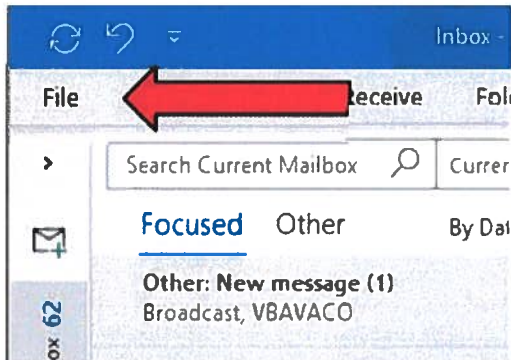 Inbox -
File Receive Fol
Search Current Mailbox Curren
Focused Other By Dat
Other: New message (1)
Broadcast, VBAVACO
ox 62